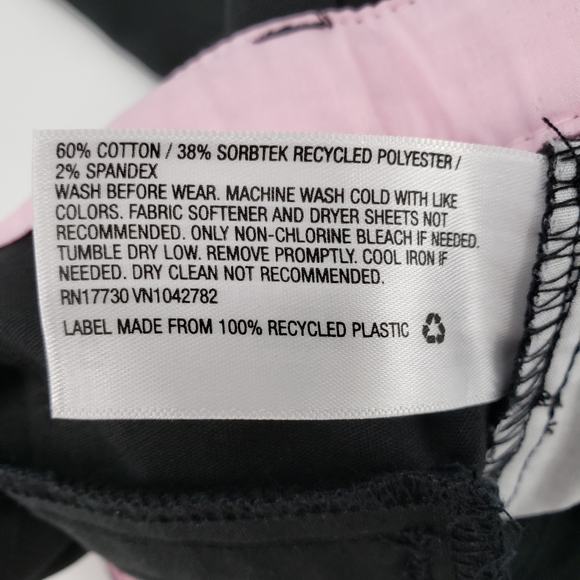 60% COTTON / 38% SORBTEK RECYCLED POLYESTER /
2% SPANDEX
WASH BEFORE WEAR. MACHINE WASH COLD WITH LIKE
COLORS. FABRIC SOFTENER AND DRYER SHEETS NOT
RECOMMENDED. ONLY NON-CHLORINE BLEACH IF NEEDED.
TUMBLE DRY LOW. REMOVE PROMPTLY. COOL IRON IF
NEEDED. DRY CLEAN NOT RECOMMENDED.
RN17730 VN1042782
LABEL MADE FROM 100% RECYCLED PLASTIC